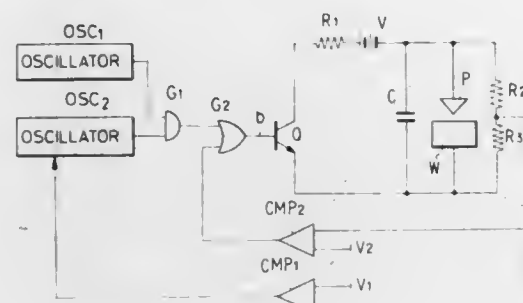 OSC1
OSCILLATOR
OSC2
OSCILLATOR
G1
G2
b
Q
R1
V
C
P
W
R2
R3
CMP2
V2
CMP1
V1